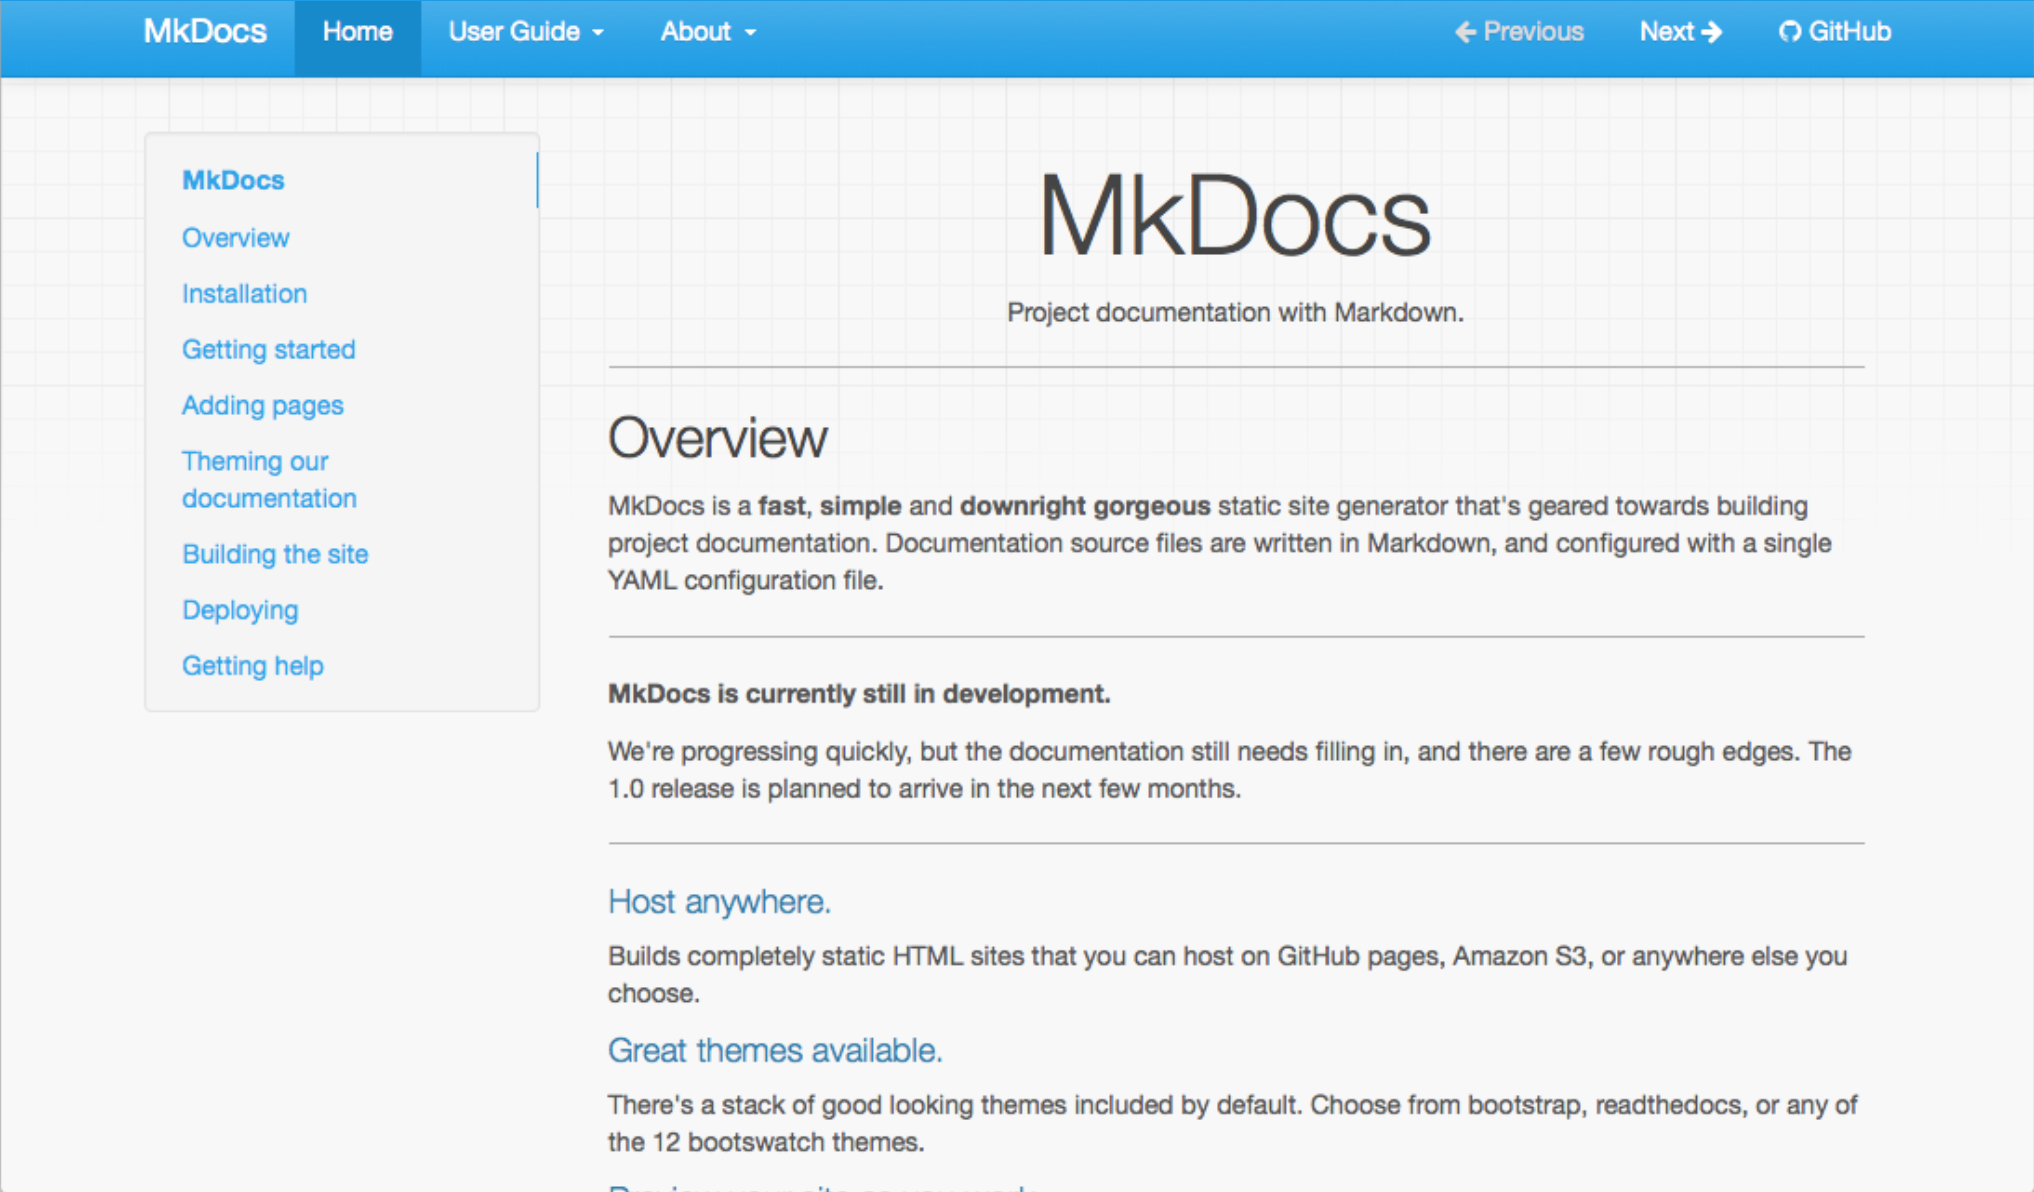 MkDocs Home User Guide About Previous Next GitHub
MkDocs
Overview
Installation
Getting started
Adding pages
Theming our
documentation
Building the site
Deploying
Getting help
MkDocs
Project documentation with Markdown.
Overview
MkDocs is a fast, simple and downright gorgeous static site generator that's geared towards building
project documentation. Documentation source files are written in Markdown, and configured with a single
YAML configuration file.
MkDocs is currently still in development.
We're progressing quickly, but the documentation still needs filling in, and there are a few rough edges. The
1.0 release is planned to arrive in the next few months.
Host anywhere.
Builds completely static HTML sites that you can host on GitHub pages, Amazon S3, or anywhere else you
choose.
Great themes available.
There's a stack of good looking themes included by default. Choose from bootstrap, readthedocs, or any of
the 12 bootswatch themes.